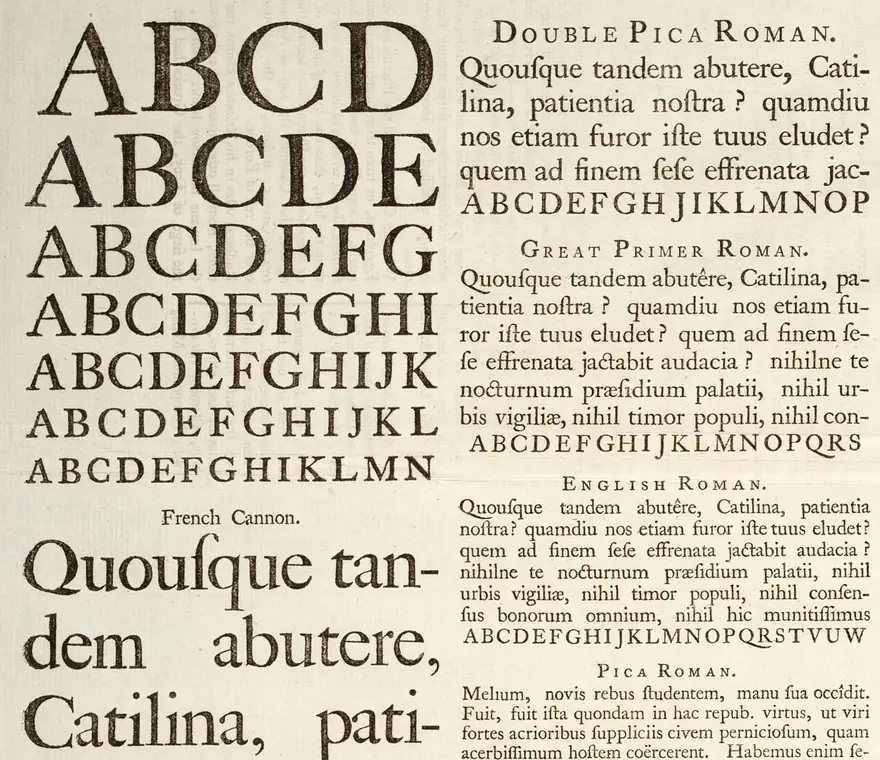 ABCD
ABCDE
ABCDEFG
ABCDEFGHI
ABCDEFGHIJK
ABCDEFGHIJKL
ABCDEFGHIKLMN
French Cannon.
Quouſque tan-
dem abutere,
Catilina, pati-
DOUBLE PICA ROMAN.
Quouſque tandem abutere, Cati-
lina, patientia noſtra ? quamdiu
nos etiam furor iſte tuus eludet ?
quem ad finem ſeſe effrenata jac-
ABCDEFGHJIKLMNOP
GREAT PRIMER ROMAN.
Quouſque tandem abutêre, Catilina, pa-
tientia noſtra ? quamdiu nos etiam fu-
ror iſte tuus eludet ? quem ad finem ſe-
ſe effrenata jactabit audacia ? nihilne te
nocturnum præſidium palatii, nihil ur-
bis vigiliæ, nihil timor populi, nihil con-
ABCDEFGHIJKLMNOPQRS
ENGLISH ROMAN.
Quouſque tandem abutêre, Catilina, patientia
noſtra ? quamdiu nos etiam furor iſte tuus eludet ?
quem ad finem ſeſe effrenata jactabit audacia ?
nihilne te nocturnum præſidium palatii, nihil
urbis vigiliæ, nihil timor populi, nihil conſen-
ſus bonorum omnium, nihil hic munitiſſimus
ABCDEFGHIJKLMNOPQRSTVUW
PICA ROMAN.
Melium, novis rebus ſtudentem, manu ſua occîdit.
Fuit, fuit iſta quondam in hac repub. virtus, ut viri
fortes acrioribus ſuppliciis civem pernicioſum, quam
acerbiſſimum hoſtem coërcerent. Habemus enim ſe-